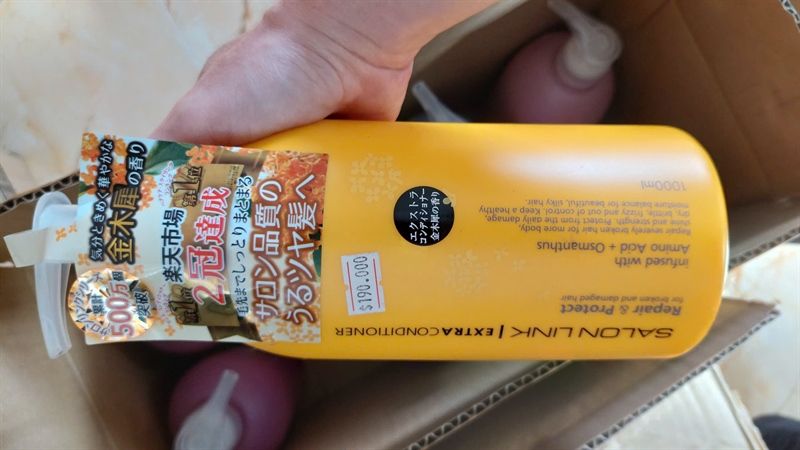 気分ときめく華やかな
金木犀の香り
楽天市場
第1位
2冠達成
毛先までしっとりまとまる
サロン品質の
うるツヤ髪へ
累計
500万個
突破
$190.000
エクストラ
コンディショナー
金木犀の香り
SALON LINK | EXTRA CONDITIONER
Repair & Protect
for broken and damaged hair
infused with
Amino Acid + Osmanthus
Repair severely broken hair for more body,
shine and strength. Protect from the daily damage,
dry, brittle, frizzy and out of control, keep a healthy
moisture balance for beautiful, silky hair.
1000ml